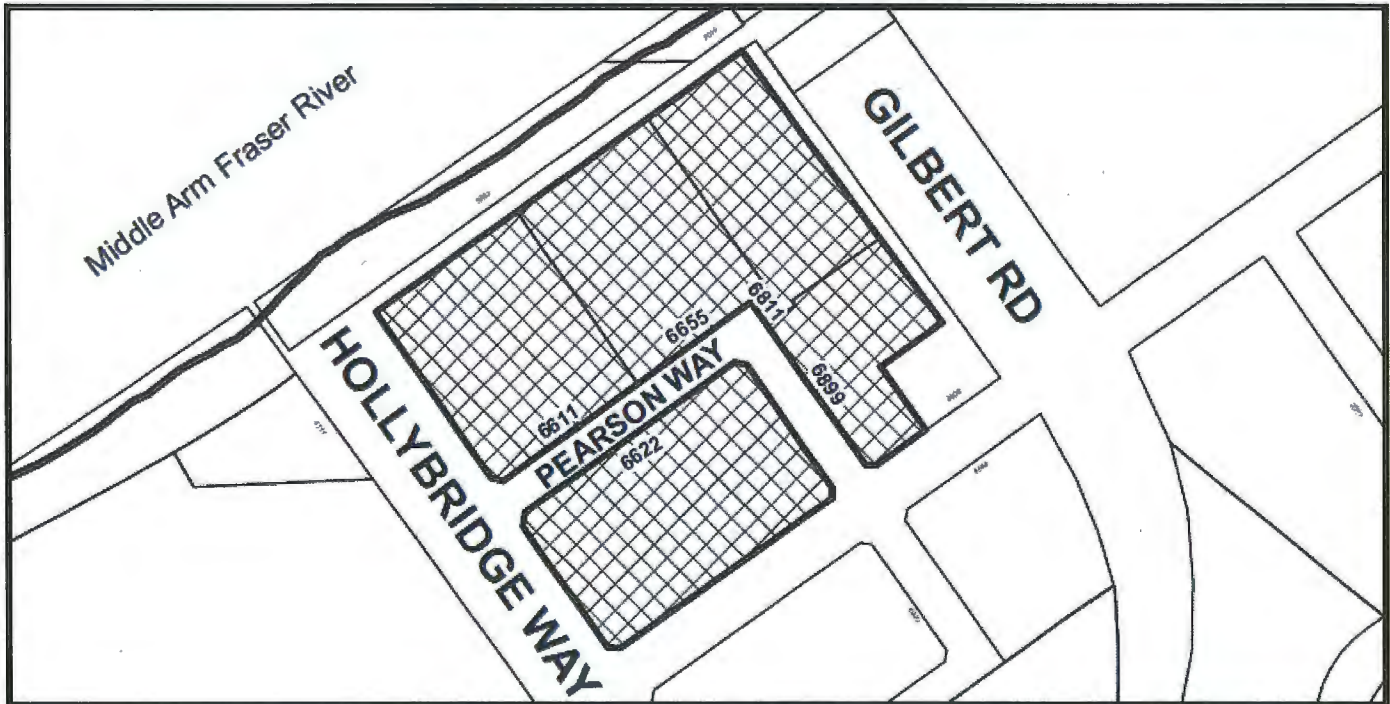 Middle Arm Fraser River
GILBERT RD
6811
6655
PEARSON WAY
6899
6611
6622
HOLLYBRIDGE WAY